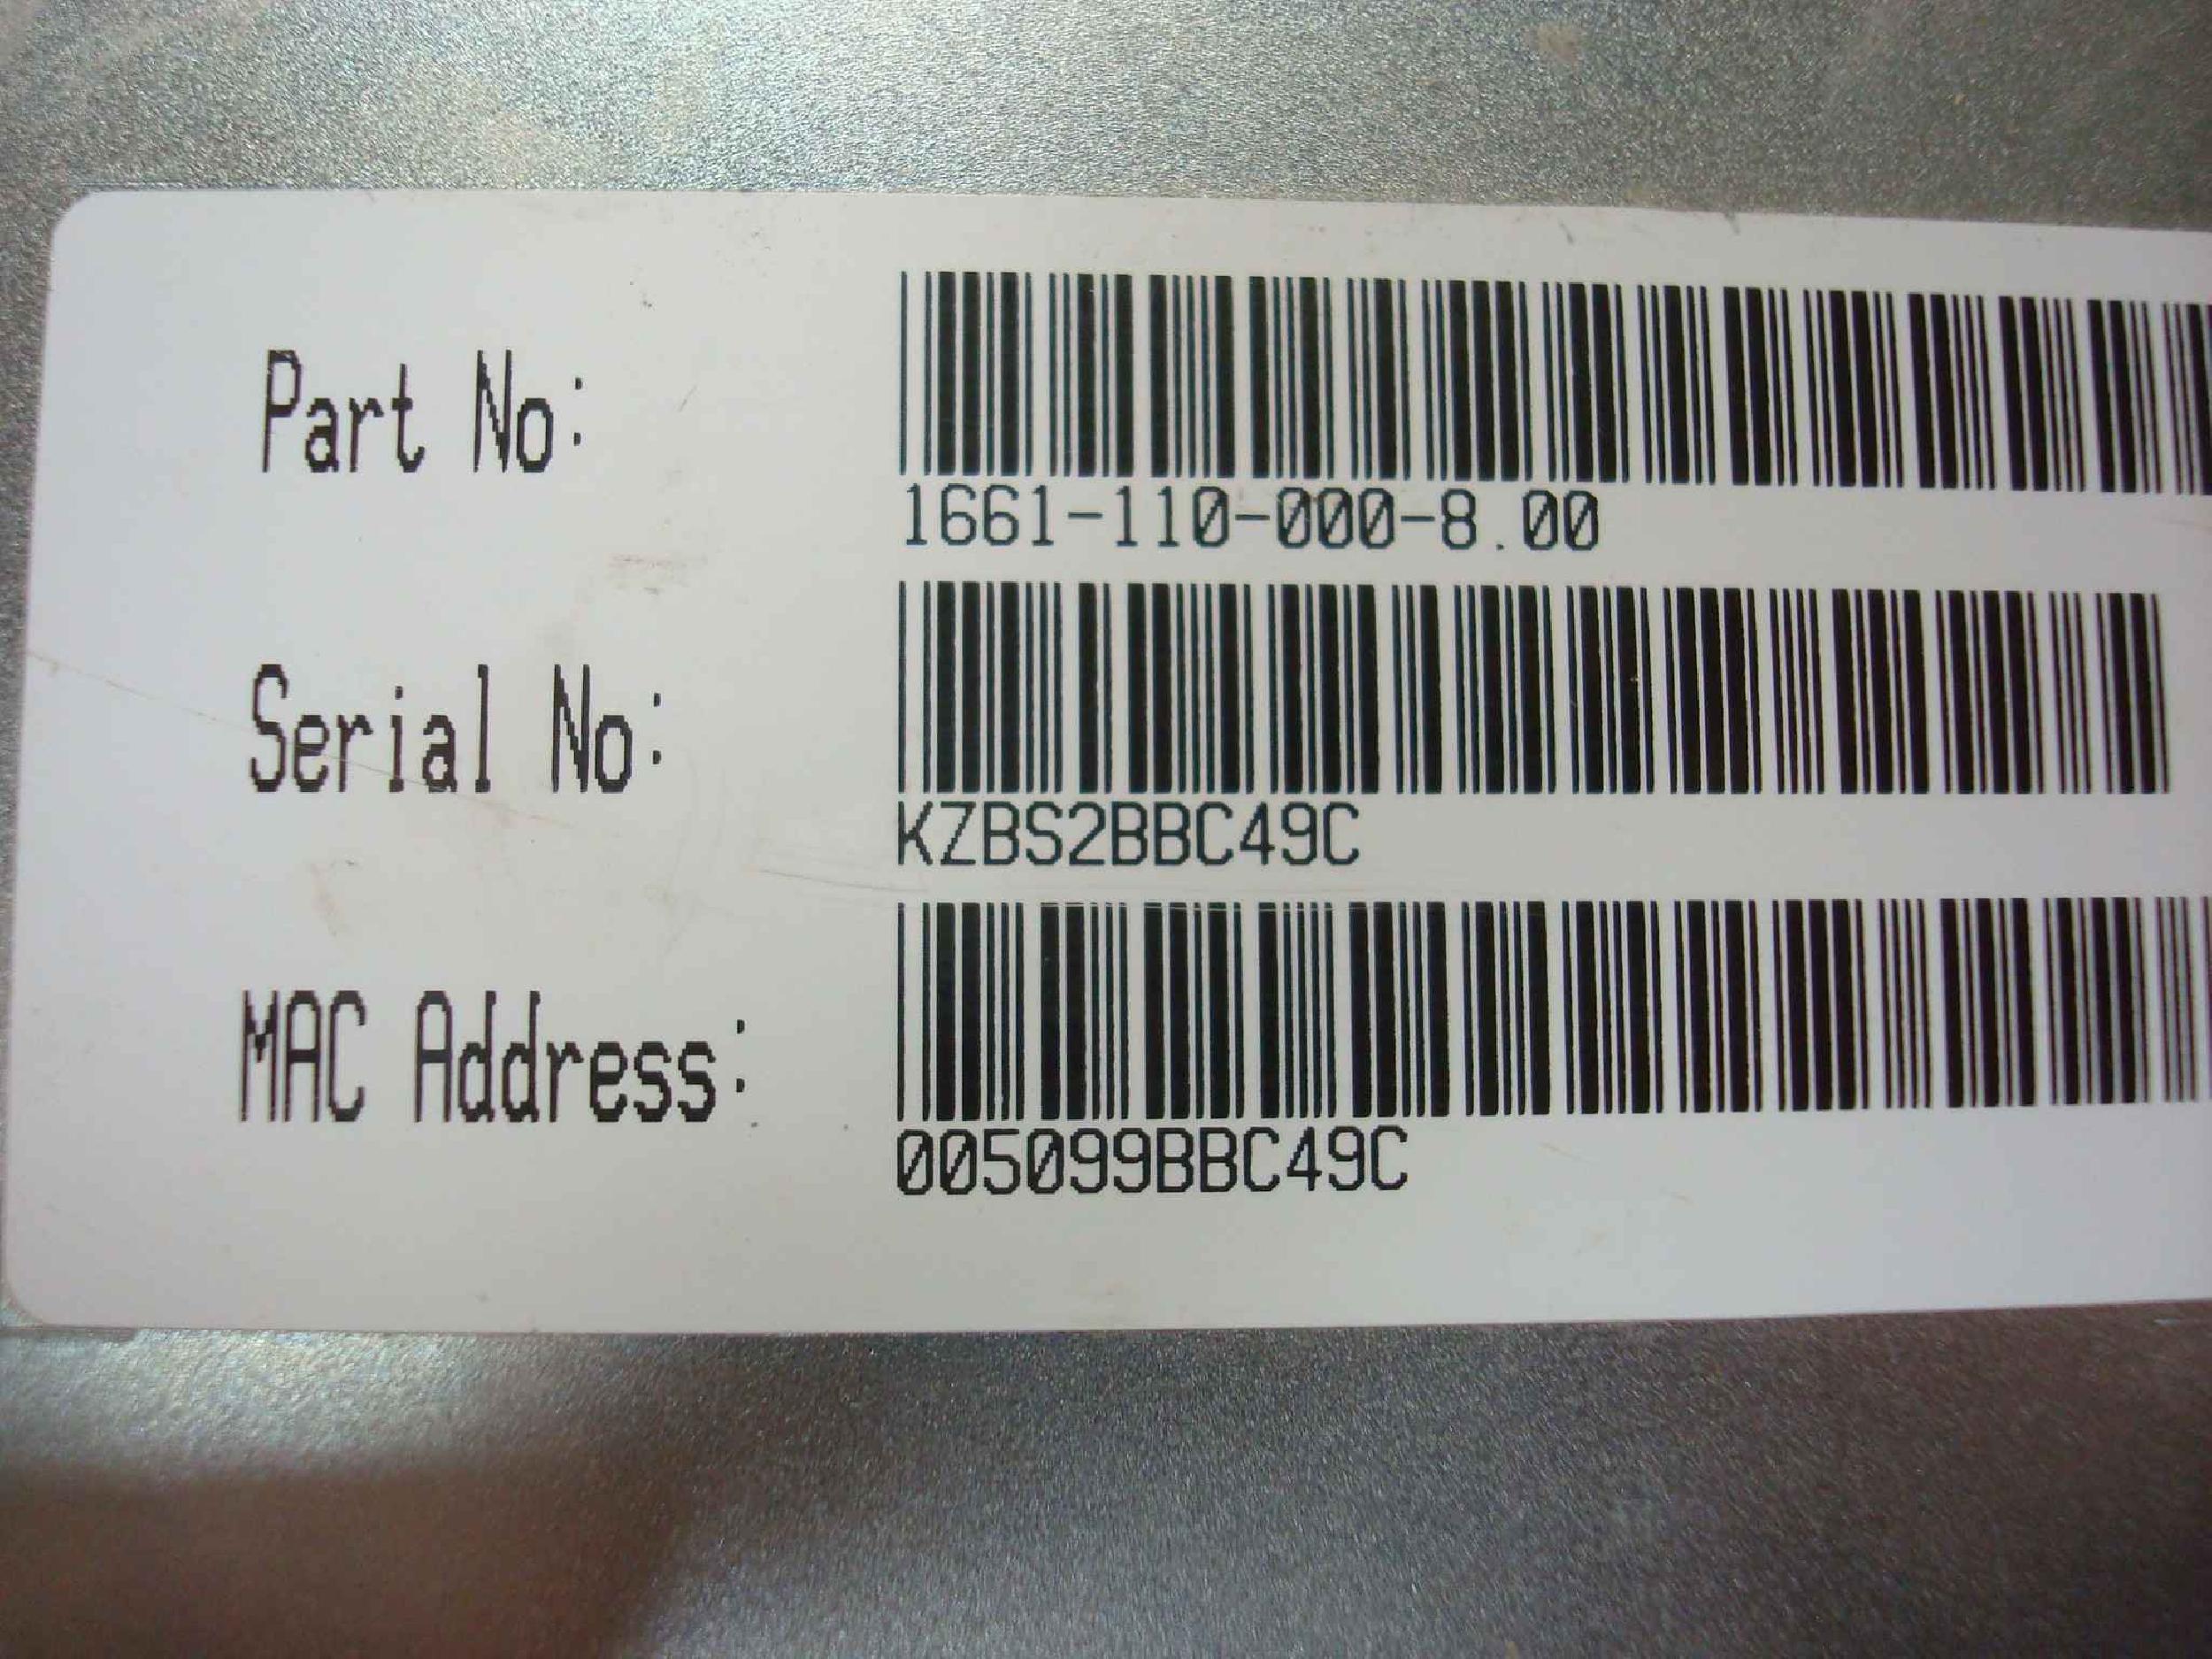 Part No:
1661-110-000-8.00
Serial No:
KZBS2BBC49C
MAC Address:
005099BBC49C